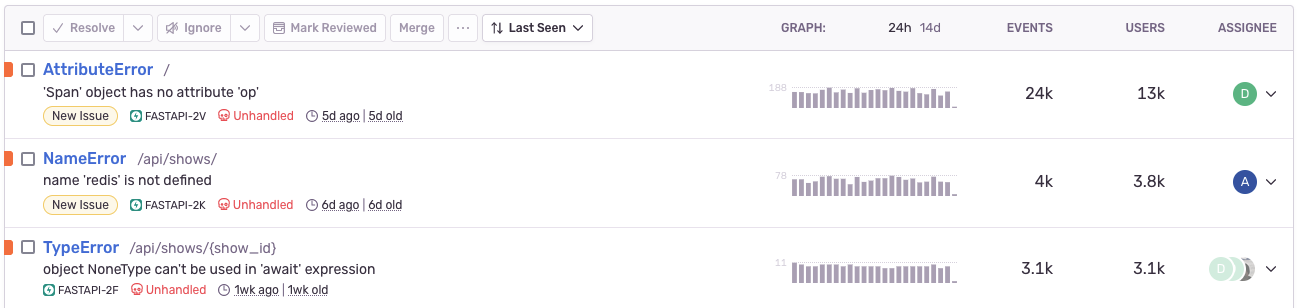 Resolve Ignore Mark Reviewed Merge ... Last Seen GRAPH: 24h 14d EVENTS USERS ASSIGNEE
AttributeError /
'Span' object has no attribute 'op'
New Issue FASTAPI-2V Unhandled 5d ago | 5d old
188
24k 13k D
NameError /api/shows/
name 'redis' is not defined
New Issue FASTAPI-2K Unhandled 6d ago | 6d old
78
4k 3.8k A
TypeError /api/shows/{show_id}
object NoneType can't be used in 'await' expression
FASTAPI-2F Unhandled 1wk ago | 1wk old
11
3.1k 3.1k D